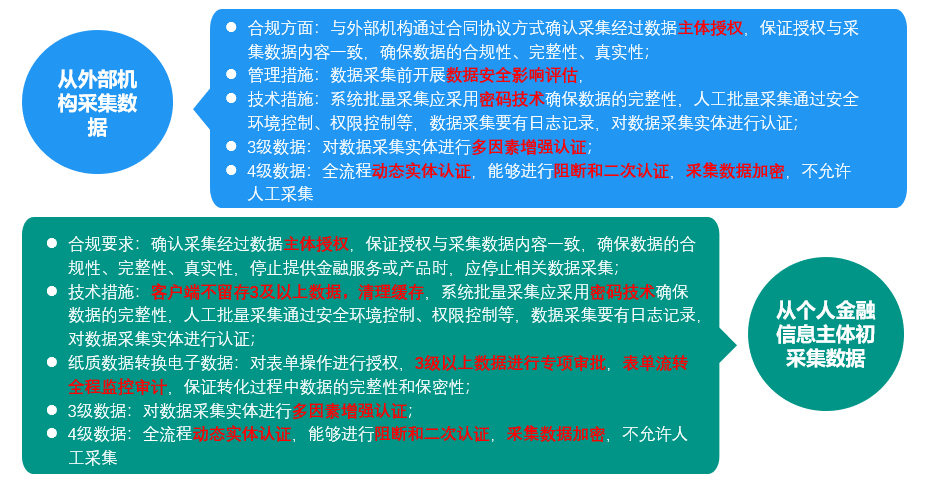 从外部机
构采集数
据
合规方面：与外部机构通过合同协议方式确认采集经过数据主体授权，保证授权与采
集数据内容一致，确保数据的合规性、完整性、真实性；
管理措施：数据采集前开展数据安全影响评估，
技术措施：系统批量采集应采用密码技术确保数据的完整性，人工批量采集通过安全
环境控制、权限控制等，数据采集要有日志记录，对数据采集实体进行认证；
3级数据：对数据采集实体进行多因素增强认证；
4级数据：全流程动态实体认证，能够进行阻断和二次认证，采集数据加密，不允许
人工采集
合规要求：确认采集经过数据主体授权，保证授权与采集数据内容一致，确保数据的合
规性、完整性、真实性，停止提供金融服务或产品时，应停止相关数据采集；
技术措施：客户端不留存3及以上数据，清理缓存，系统批量采集应采用密码技术确保
数据的完整性，人工批量采集通过安全环境控制、权限控制等，数据采集要有日志记录，
对数据采集实体进行认证；
纸质数据转换电子数据：对表单操作进行授权，3级以上数据进行专项审批，表单流转
全程监控审计，保证转化过程中数据的完整性和保密性；
3级数据：对数据采集实体进行多因素增强认证；
4级数据：全流程动态实体认证，能够进行阻断和二次认证，采集数据加密，不允许人
工采集
从个人金融
信息主体初
采集数据